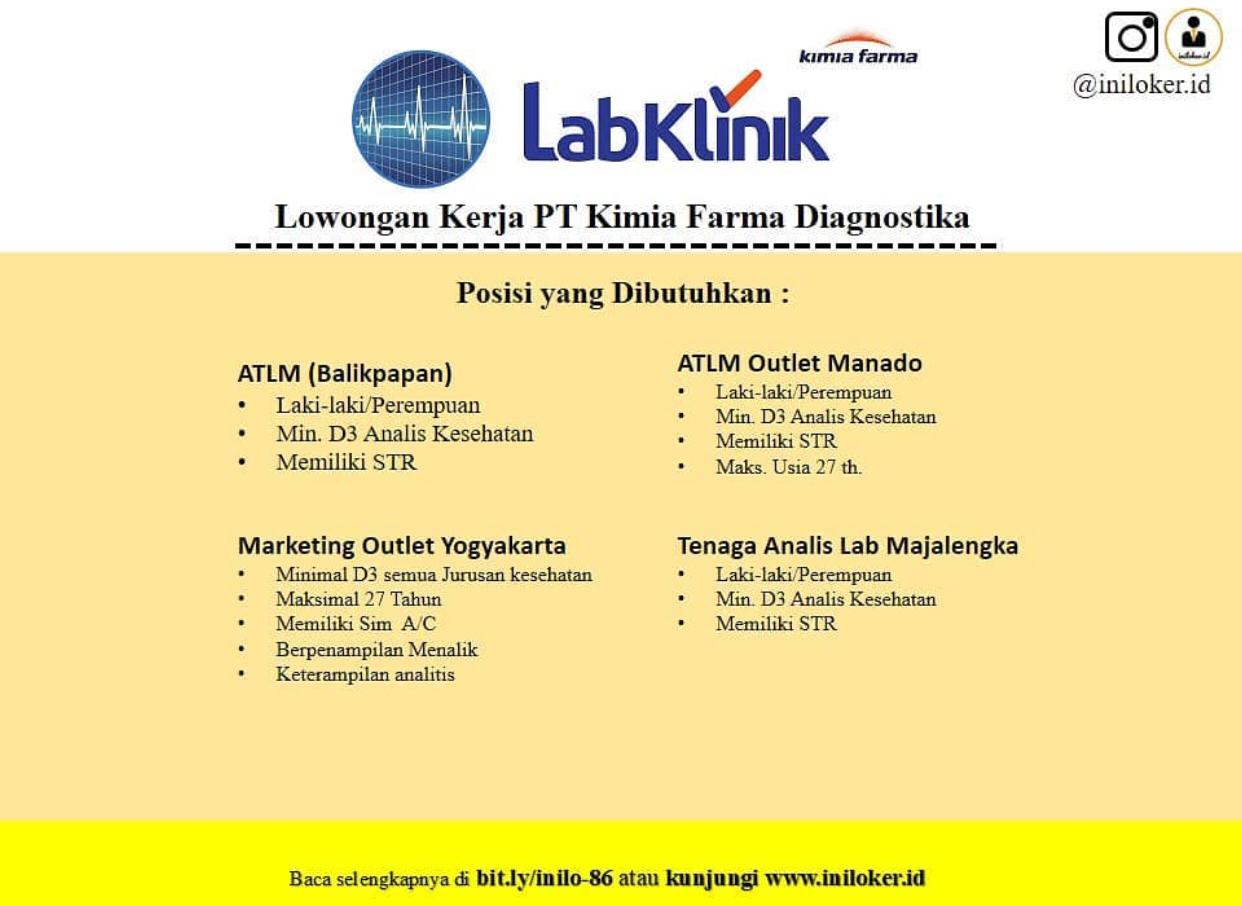 kimia farma
iniloker.id
@iniloker.id
LabKlinik
Lowongan Kerja PT Kimia Farma Diagnostika
Posisi yang Dibutuhkan :
ATLM (Balikpapan)
• Laki-laki/Perempuan
• Min. D3 Analis Kesehatan
• Memiliki STR
ATLM Outlet Manado
• Laki-laki/Perempuan
• Min. D3 Analis Kesehatan
• Memiliki STR
• Maks. Usia 27 th.
Marketing Outlet Yogyakarta
• Minimal D3 semua Jurusan kesehatan
• Maksimal 27 Tahun
• Memiliki Sim A/C
• Berpenampilan Menalik
• Keterampilan analitis
Tenaga Analis Lab Majalengka
• Laki-laki/Perempuan
• Min. D3 Analis Kesehatan
• Memiliki STR
Baca selengkapnya di bit.ly/inilo-86 atau kunjungi www.iniloker.id